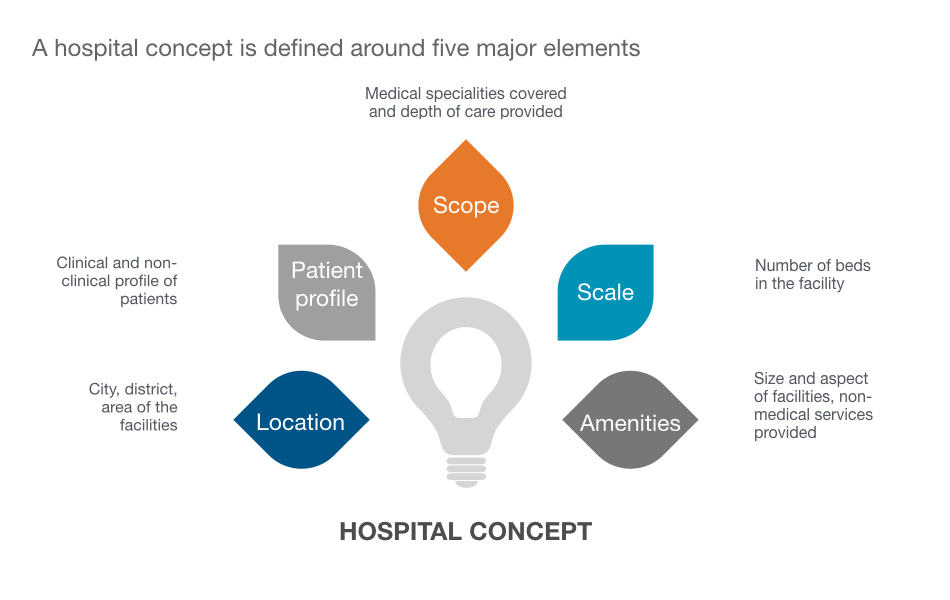 A hospital concept is defined around five major elements
Medical specialities covered
and depth of care provided
Scope
Clinical and non-
clinical profile of
patients
Patient
profile
Scale
Number of beds
in the facility
City, district,
area of the
facilities
Location
Amenities
Size and aspect
of facilities, non-
medical services
provided
HOSPITAL CONCEPT